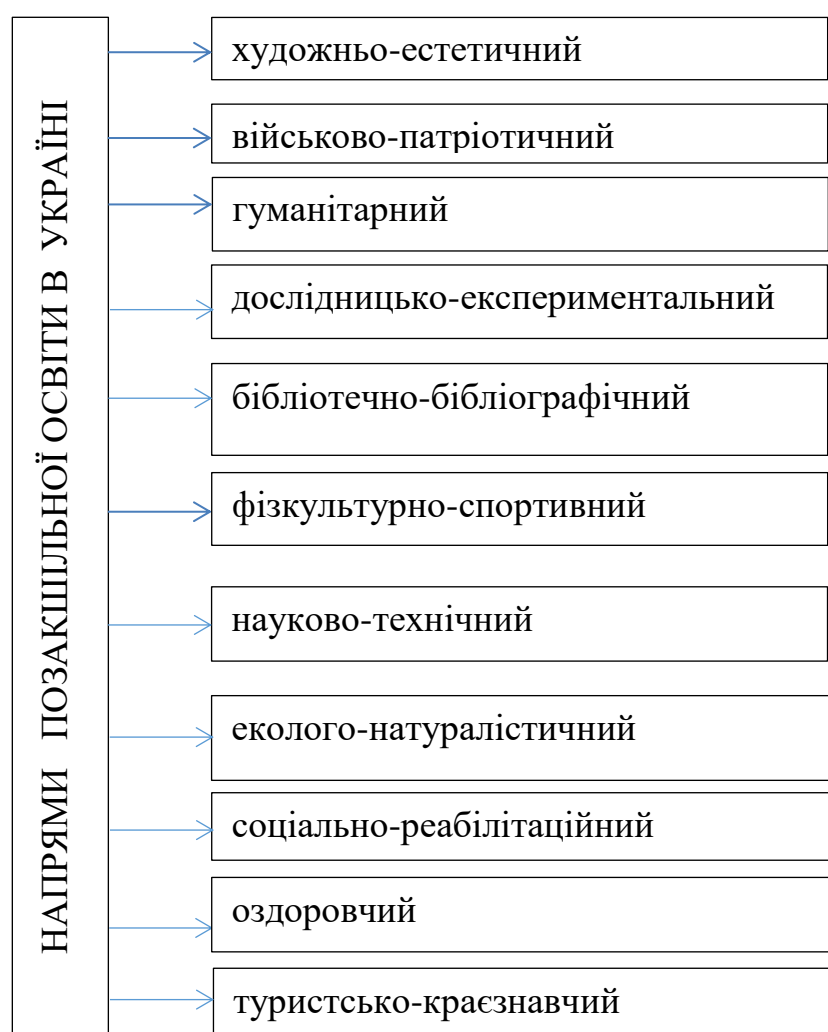 НАПРЯМИ ПОЗАКШІЛЬНОЇ ОСВІТИ В УКРАЇНІ
художньо-естетичний
військово-патріотичний
гуманітарний
дослідницько-експериментальний
бібліотечно-бібліографічний
фізкультурно-спортивний
науково-технічний
еколого-натуралістичний
соціально-реабілітаційний
оздоровчий
туристсько-краєзнавчий